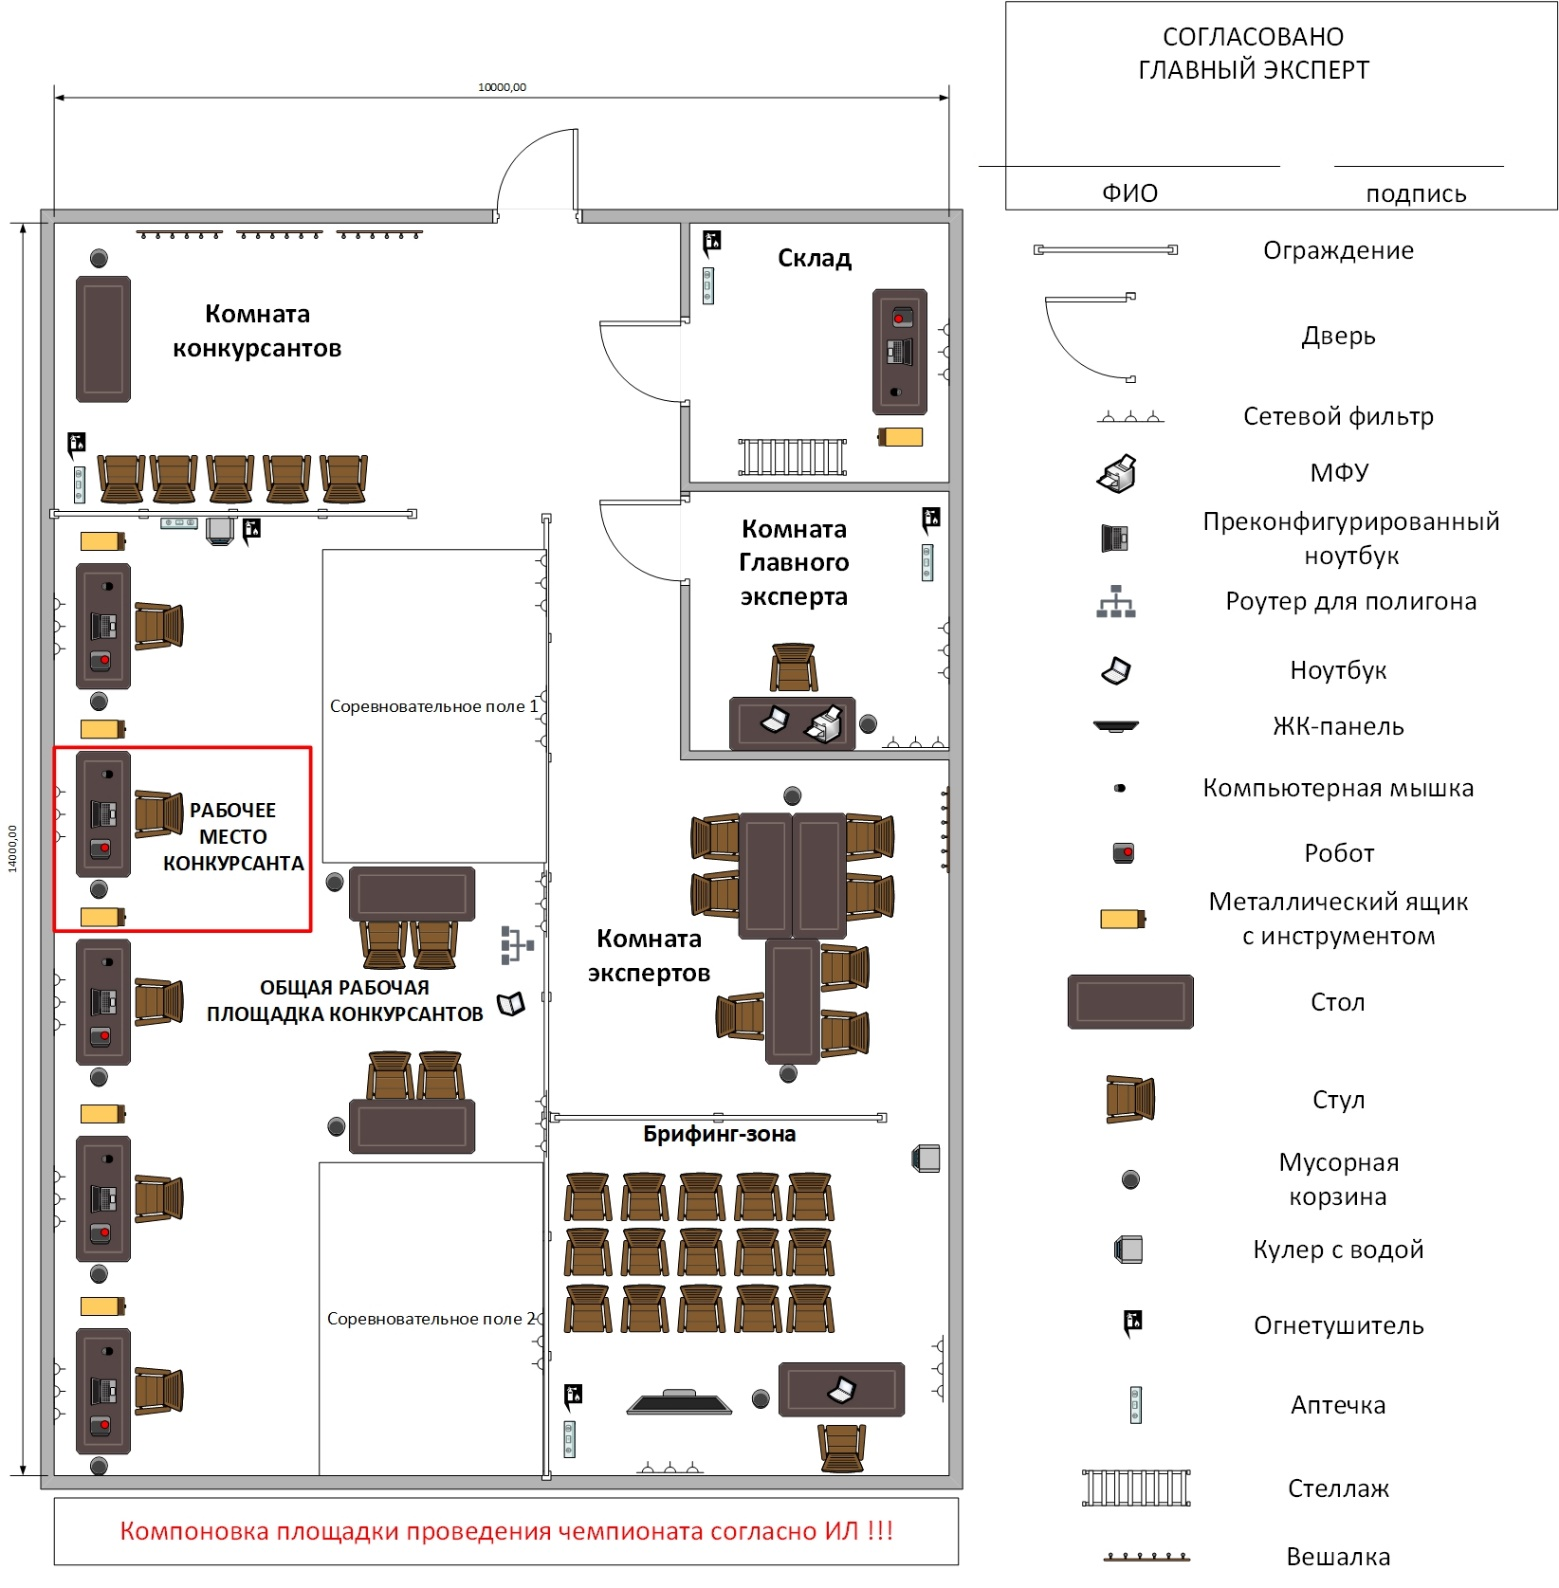 СОГЛАСОВАНО
ГЛАВНЫЙ ЭКСПЕРТ
ФИО
подпись
10000,00
14000,00
Склад
Комната
конкурсантов
Комната
Главного
эксперта
Соревновательное поле 1
РАБОЧЕЕ
МЕСТО
КОНКУРСАНТА
Комната
экспертов
ОБЩАЯ РАБОЧАЯ
ПЛОЩАДКА КОНКУРСАНТОВ
Брифинг-зона
Соревновательное поле 2
Компоновка площадки проведения чемпионата согласно ИЛ !!!
Ограждение
Дверь
Сетевой фильтр
МФУ
Преконфигурированный
ноутбук
Роутер для полигона
Ноутбук
ЖК-панель
Компьютерная мышка
Робот
Металлический ящик
с инструментом
Стол
Стул
Мусорная
корзина
Кулер с водой
Огнетушитель
Аптечка
Стеллаж
Вешалка